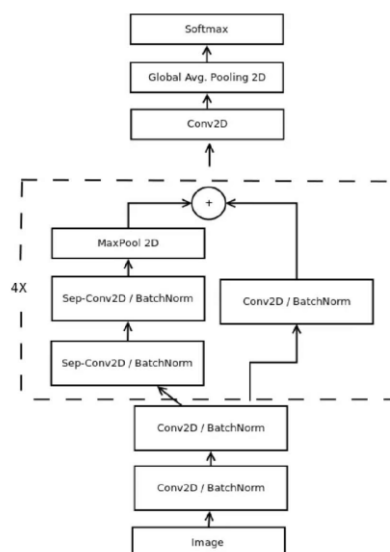 Softmax
Global Avg. Pooling 2D
Conv2D
+
MaxPool 2D
4X
Sep-Conv2D / BatchNorm
Conv2D / BatchNorm
Sep-Conv2D / BatchNorm
Conv2D / BatchNorm
Conv2D / BatchNorm
Image